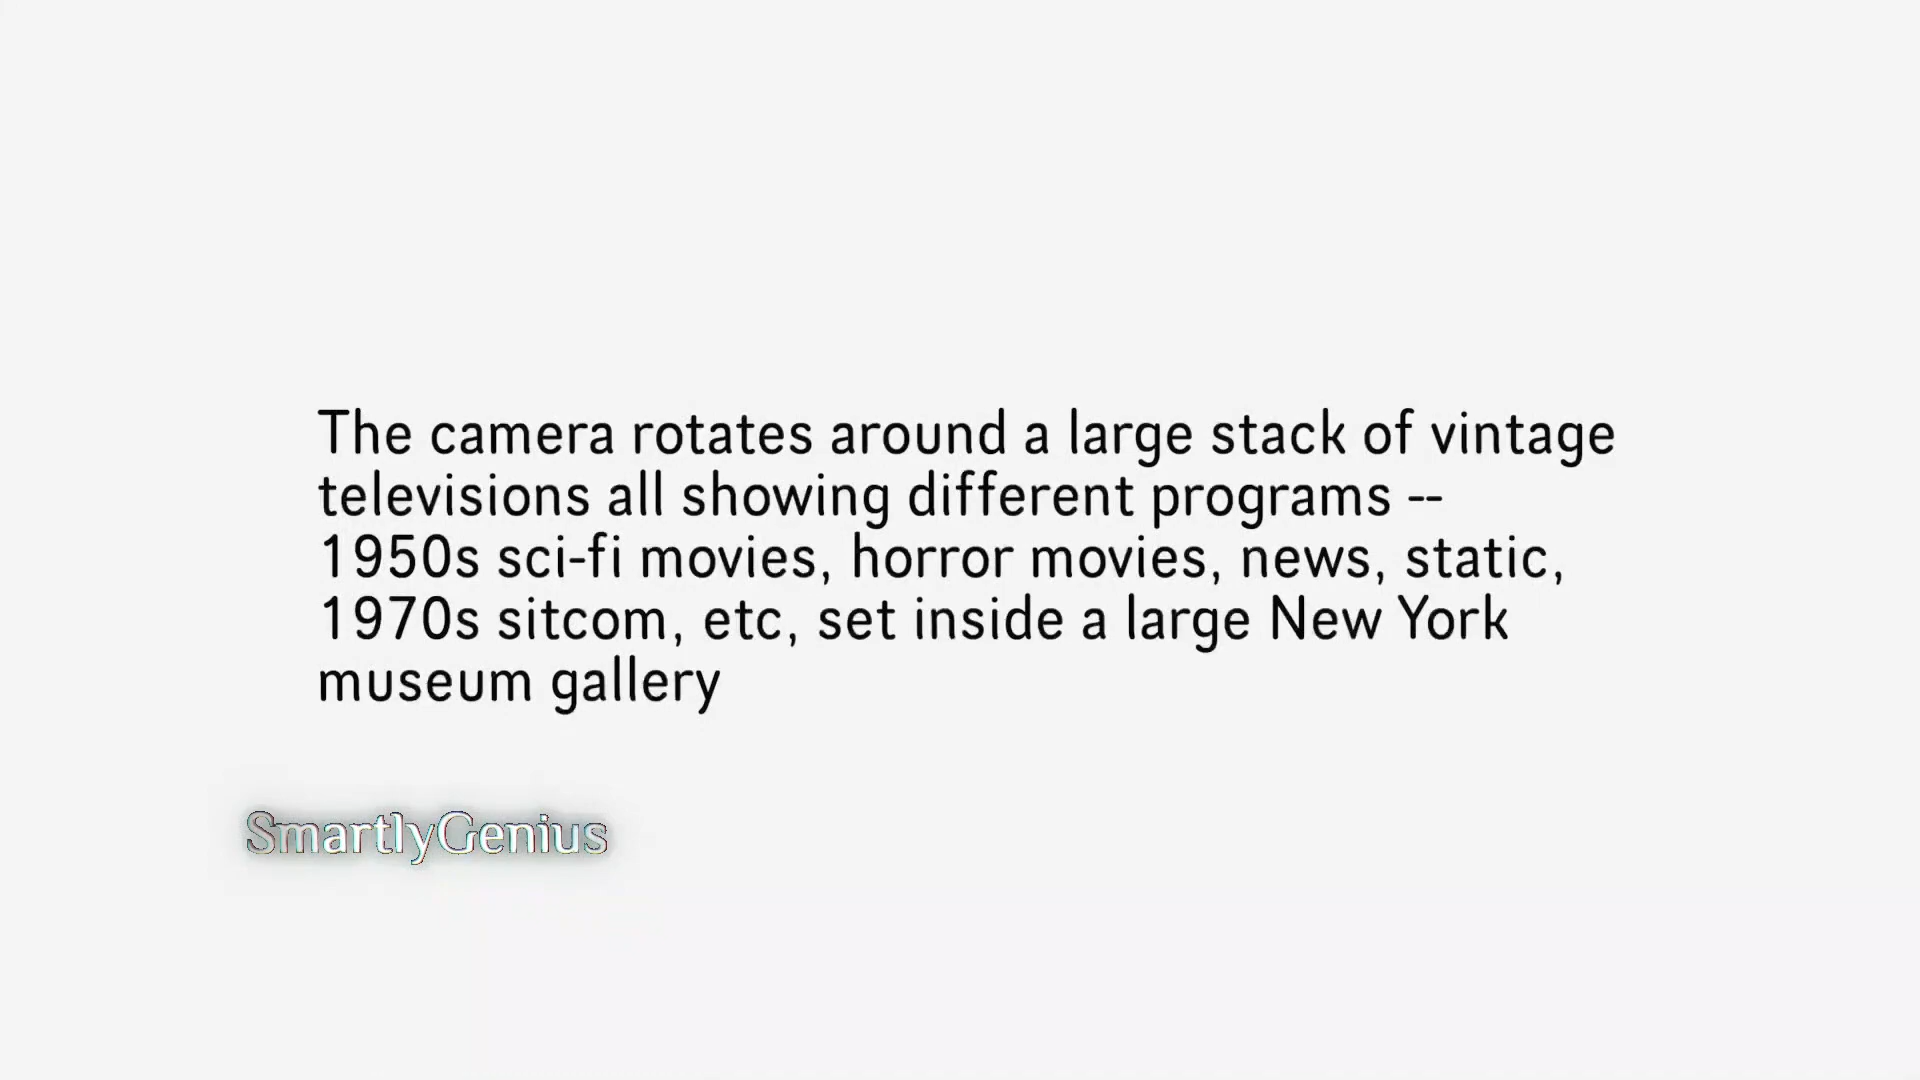 The camera rotates around a large stack of vintage
televisions all showing different programs --
1950s sci-fi movies, horror movies, news, static,
1970s sitcom, etc, set inside a large New York
museum gallery
SmartlyGenius